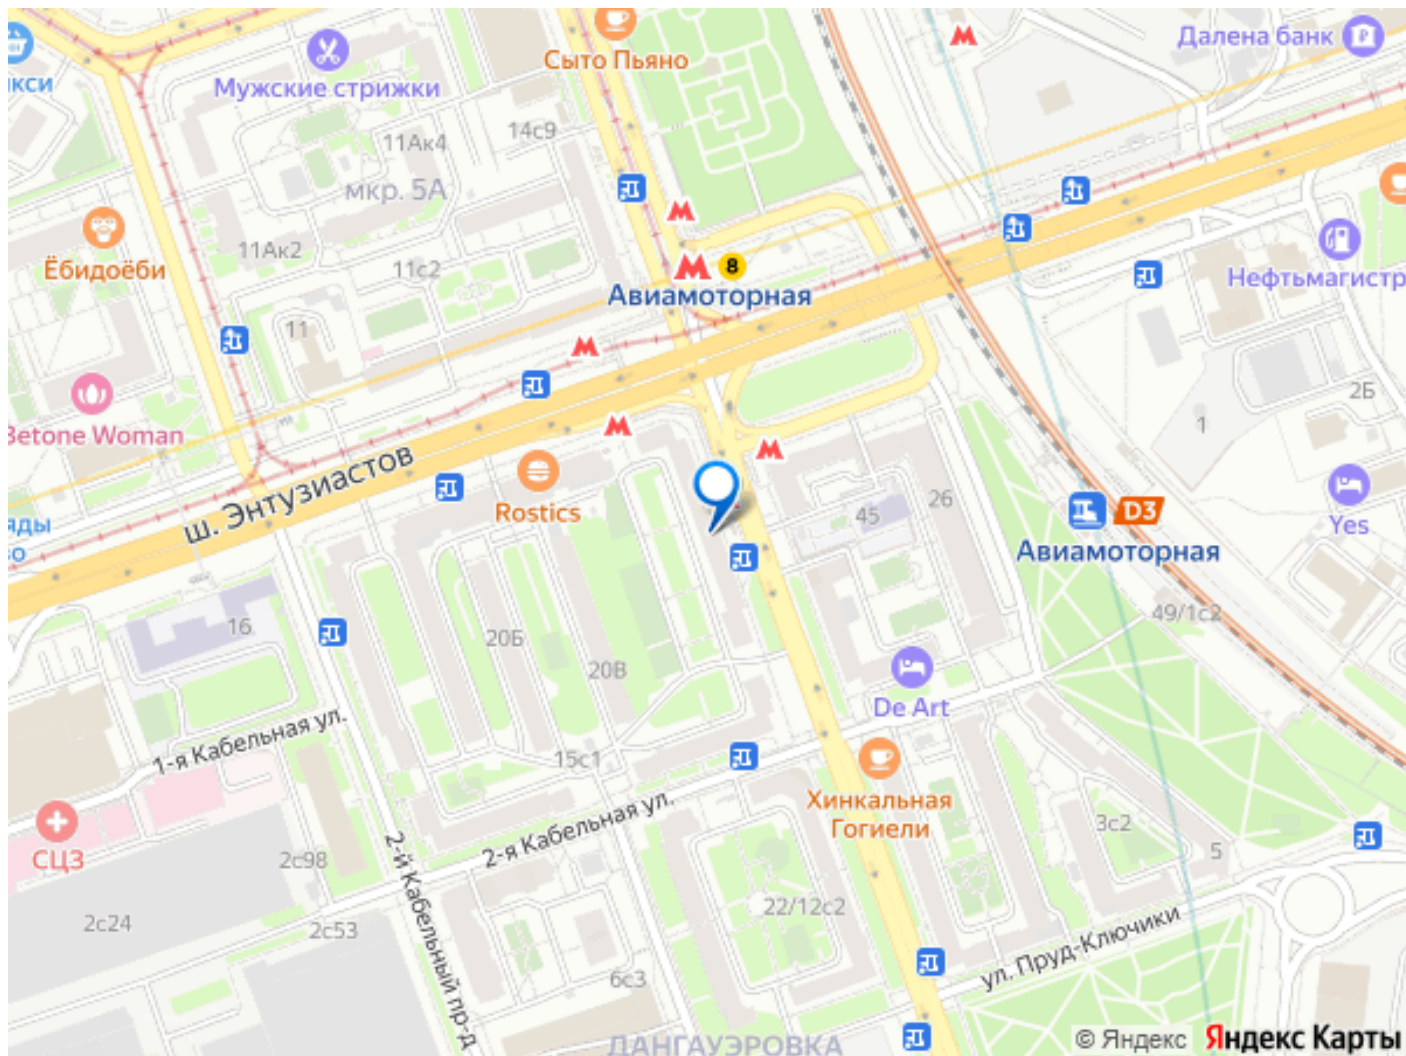 Далена банк
Сыто Пьяно
Мужские стрижки
14с9
11Ак4
мкр. 5А
11Ак2
Ёбидоёби
11с2
8
Авиамоторная
Нефтьмагистр
11
2Б
1
Betone Woman
ш. Энтузиастов
Rostics
26
45
D3
Yes
Авиамоторная
16
20Б
49/1с2
20В
De Art
1-я Кабельная ул.
15с1
Хинкальная
Гогиели
3с2
5
СЦЗ
2с98
2-я Кабельная ул.
2-й Кабельный пр-д
22/12с2
2с24
2с53
ул. Пруд-Ключики
6с3
ДАНГАУЭРОВКА
© Яндекс
Яндекс Карты